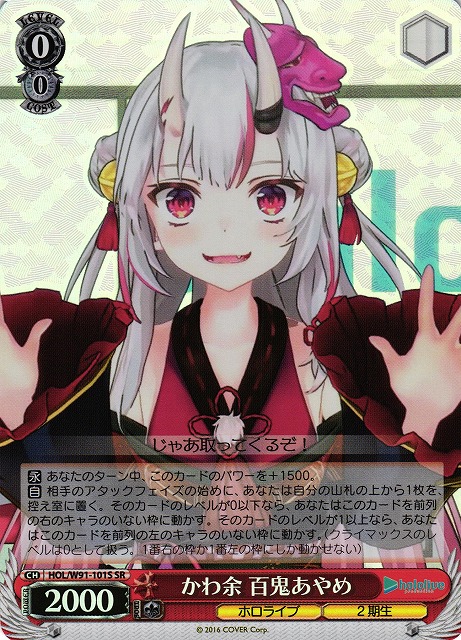 LEVEL
0
0
COST
じゃあ取ってくるぞ！
永 あなたのターン中、このカードのパワーを＋1500。
自 相手のアタックフェイズの始めに、あなたは自分の山札の上から1枚を、
控え室に置く。そのカードのレベルが0以下なら、あなたはこのカードを前列
の右のキャラのいない枠に動かす。そのカードのレベルが1以上なら、あな
たはこのカードを前列の左のキャラのいない枠に動かす。(クライマックスのレ
ベルは0として扱う。1番右の枠か1番左の枠にしか動かせない)
CH HOL/W91-101S SR
POWER
2000
かわ余 百鬼あやめ
hololive
ホロライブ
2期生
© 2016 COVER Corp.